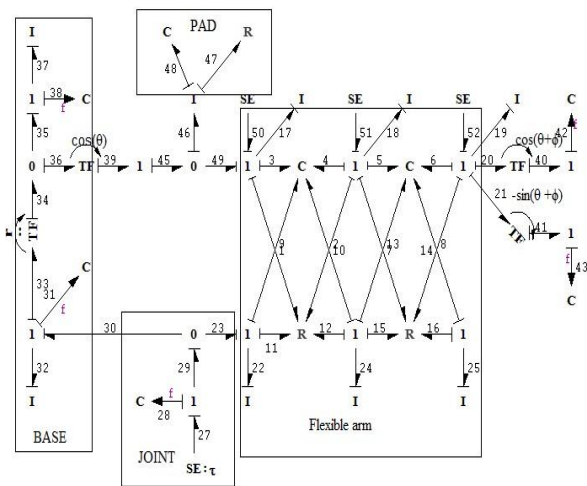 PAD
I
C
R
37
48
47
38
1
C
f
I
SE
I
SE
I
SE
I
C
35
cos(θ)
46
50
17
51
18
52
19
cos(θ+φ)
42
f
0
36
TF
39
1
45
0
49
1
3
C
4
1
5
C
6
1
20
TF
40
1
34
21
-sin(θ+φ)
r
TF
9
1
2
10
13
7
14
8
TF
41
1
33
31
C
f
f
43
C
1
30
0
23
1
11
R
12
1
15
R
16
1
32
29
22
24
25
I
C
f
28
1
I
I
I
27
BASE
JOINT
SE:τ
Flexible arm